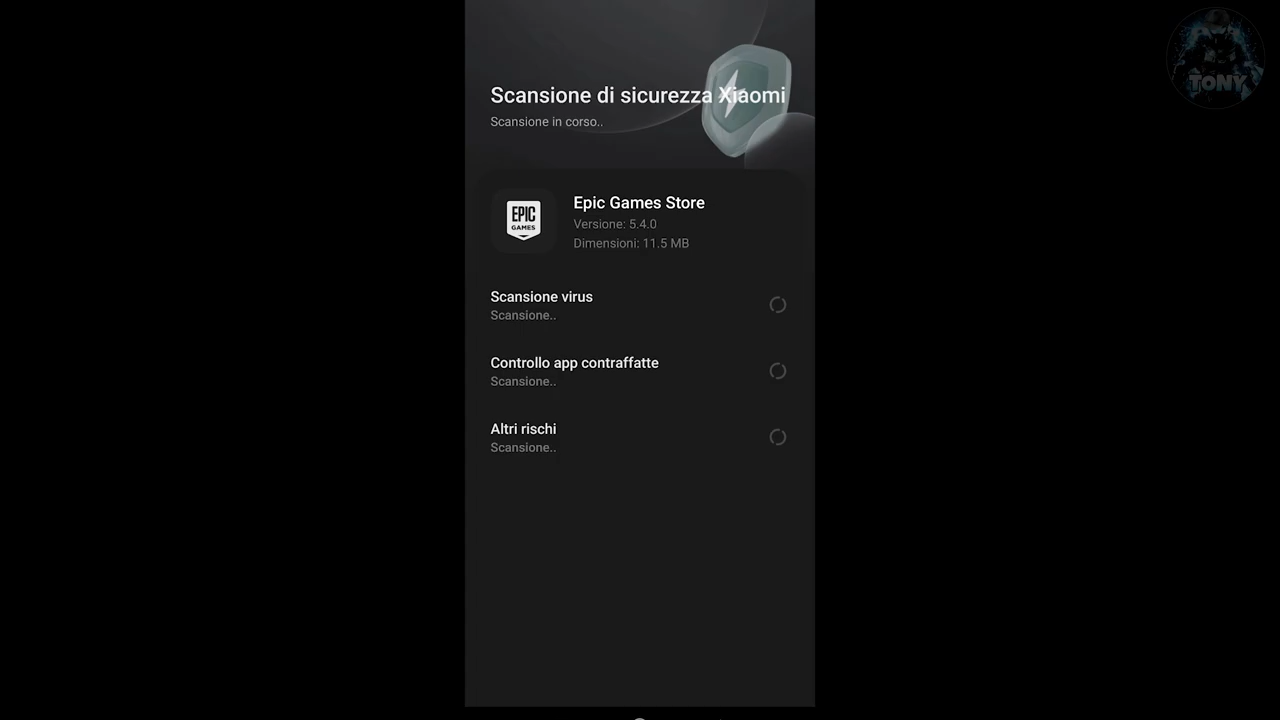 Scansione di sicurezza Xiaomi
Scansione in corso..
EPIC
GAMES
Epic Games Store
Versione: 5.4.0
Dimensioni: 11.5 MB
Scansione virus
Scansione..
Controllo app contraffatte
Scansione..
Altri rischi
Scansione..
TONY